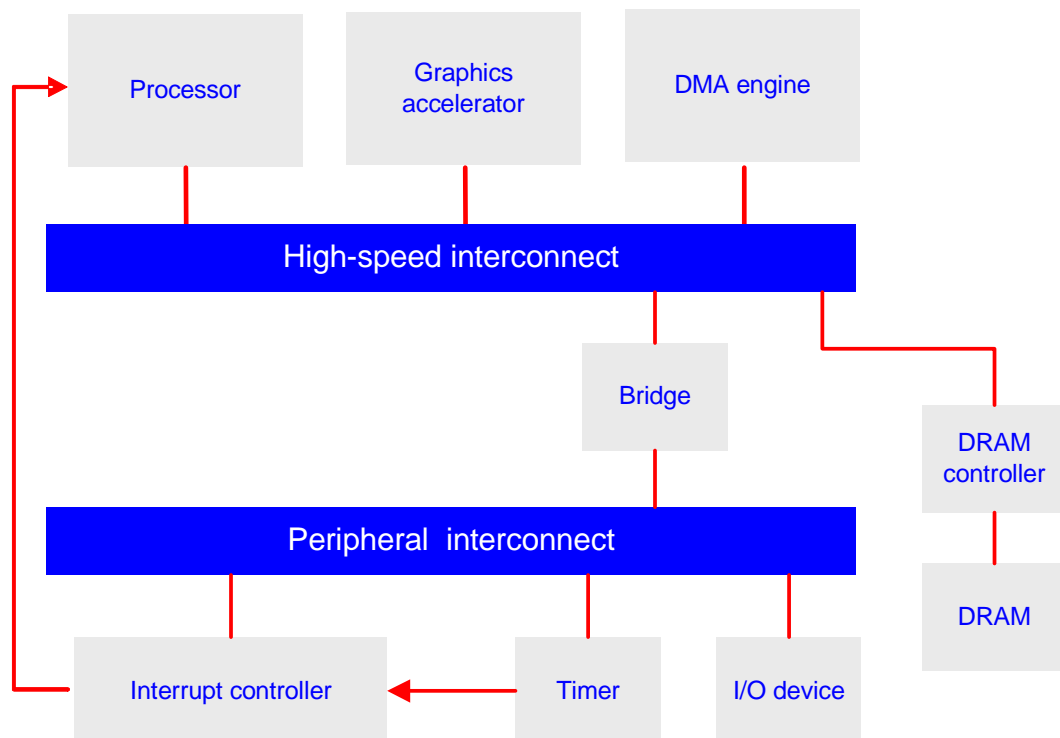 Processor
Graphics
accelerator
DMA engine
High-speed interconnect
Bridge
DRAM
controller
Peripheral  interconnect
DRAM
Interrupt controller
Timer
I/O device